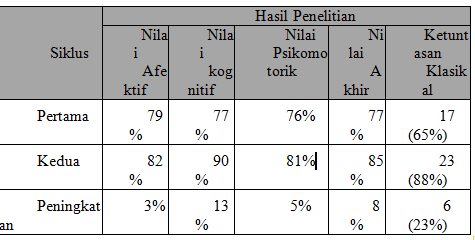 Hasil Penelitian
Siklus
Nila
i
Afe
ktif
Nila
i
kog
nitif
Nilai
Psikomo
torik
Ni
lai
A
khir
Ketunt
asan
Klasik
al
Pertama
79
%
77
%
76%
77
%
17
(65%)
Kedua
82
%
90
%
81%
85
%
23
(88%)
Peningkat
an
3%
13
%
5%
8
%
6
(23%)